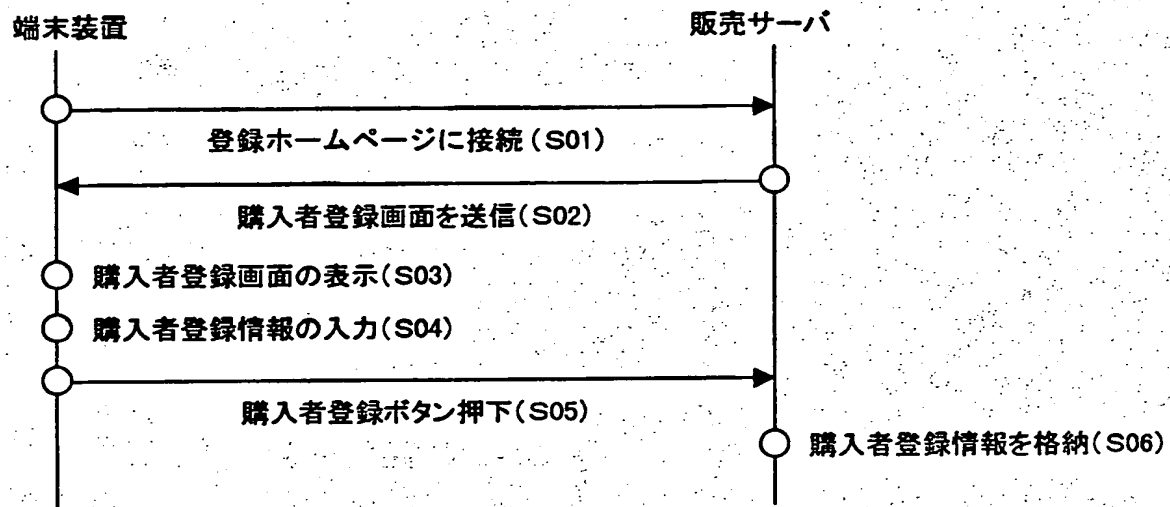 端末装置
販売サーバ
登録ホームページに接続(S01)
購入者登録画面を送信(S02)
購入者登録画面の表示(S03)
購入者登録情報の入力(S04)
購入者登録ボタン押下(S05)
購入者登録情報を格納(S06)